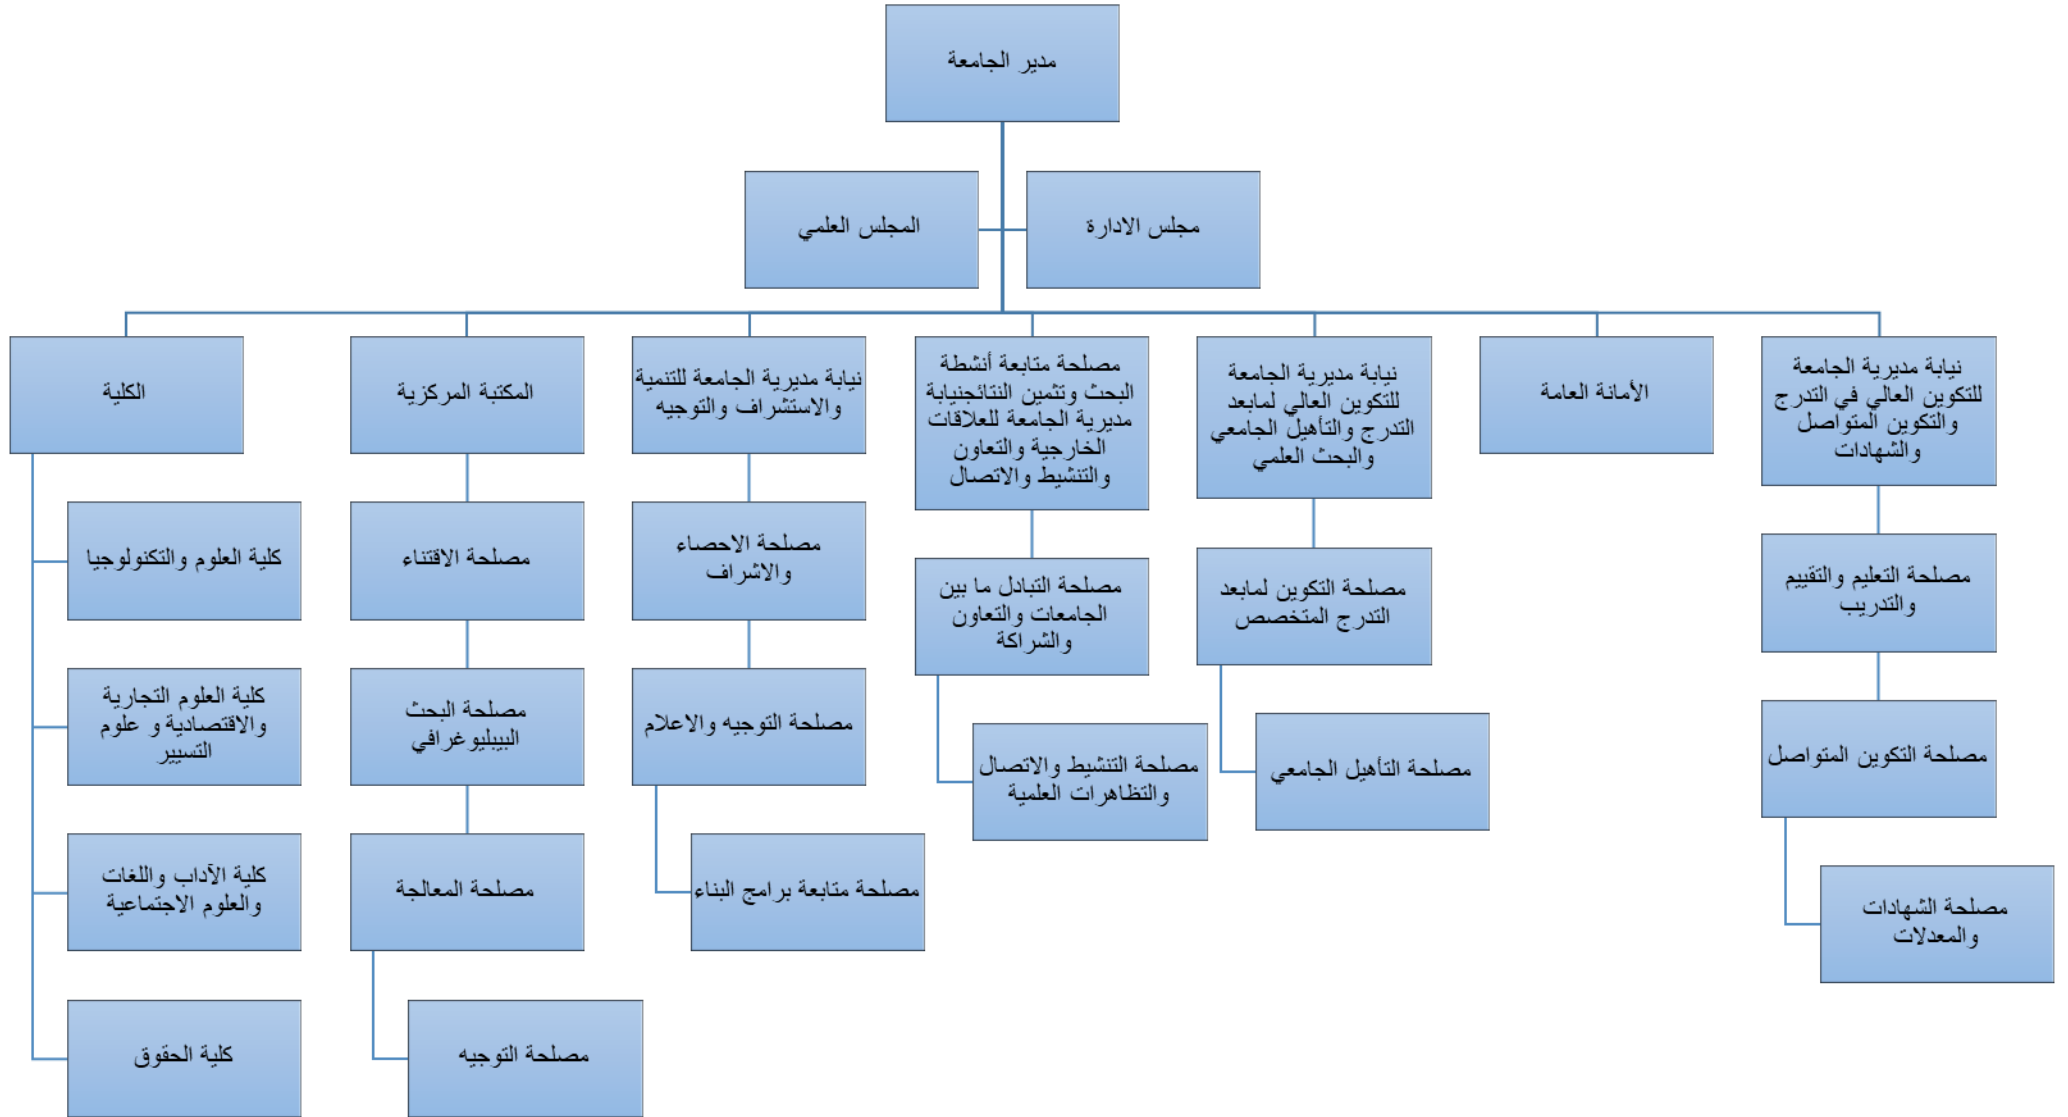 مدير الجامعة
مجلس الادارة
المجلس العلمي
نيابة مديرية الجامعة
للتكوين العالي في التدرج
والتكوين المتواصل
والشهادات
الأمانة العامة
نيابة مديرية الجامعة
للتكوين العالي لمابعد
التدرج والتأهيل الجامعي
والبحث العلمي
مصلحة متابعة أنشطة
البحث وتثمين النتائجنيابة
مديرية الجامعة للعلاقات
الخارجية والتعاون
والتنشيط والاتصال
نيابة مديرية الجامعة للتنمية
والاستشراف والتوجيه
المكتبة المركزية
الكلية
مصلحة التعليم والتقييم
والتدريب
مصلحة التكوين المتواصل
مصلحة الشهادات
والمعدلات
مصلحة التكوين لمابعد
التدرج المتخصص
مصلحة التأهيل الجامعي
مصلحة التبادل ما بين
الجامعات والتعاون
والشراكة
مصلحة التنشيط والاتصال
والتظاهرات العلمية
مصلحة الاحصاء
والاشراف
مصلحة التوجيه والاعلام
مصلحة متابعة برامج البناء
مصلحة الاقتناء
مصلحة البحث
البيبليوغرافي
مصلحة المعالجة
مصلحة التوجيه
كلية العلوم والتكنولوجيا
كلية العلوم التجارية
والاقتصادية و علوم
التسيير
كلية الآداب واللغات
والعلوم الاجتماعية
كلية الحقوق